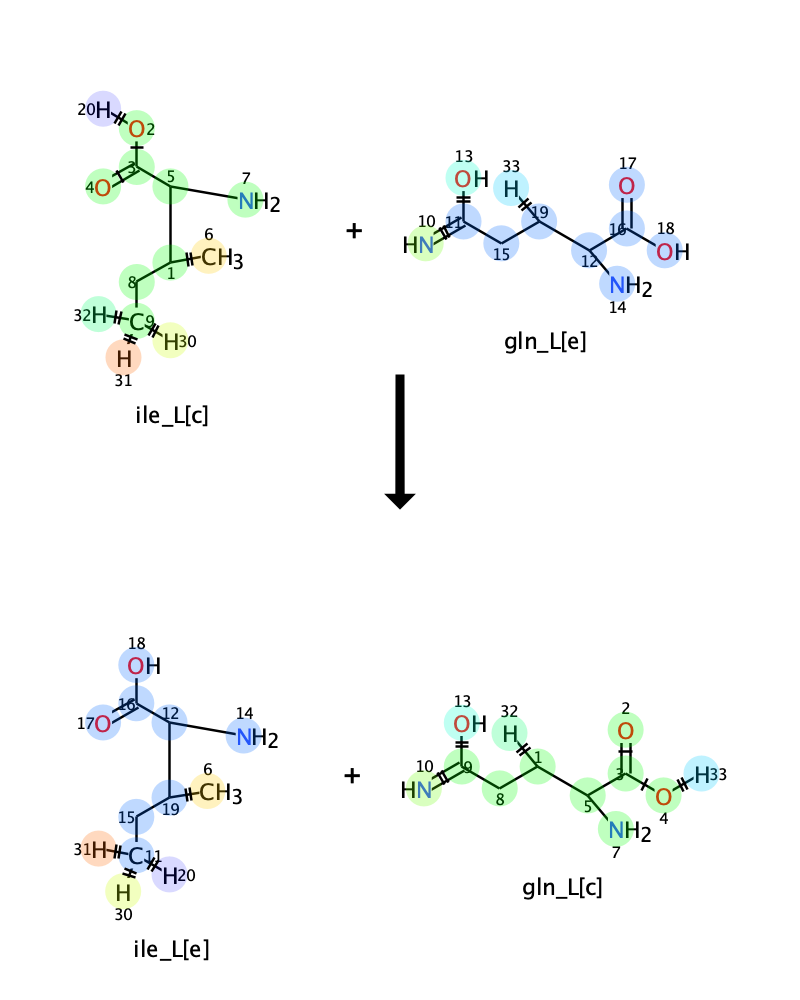 20H
O2
3
4O
5
7
NH2
6
CH3
1
8
32H
C9
H30
H
31
ile_L[c]
+
13
OH
33
H
17
O
10
HN
11
19
16
18
OH
15
12
NH2
14
gln_L[e]
18
OH
16
17O
12
14
NH2
6
CH3
19
15
31H
C11
H20
H
30
ile_L[e]
+
13
OH
32
H
2
O
10
HN
9
1
3
H33
O
4
8
5
NH2
7
gln_L[c]